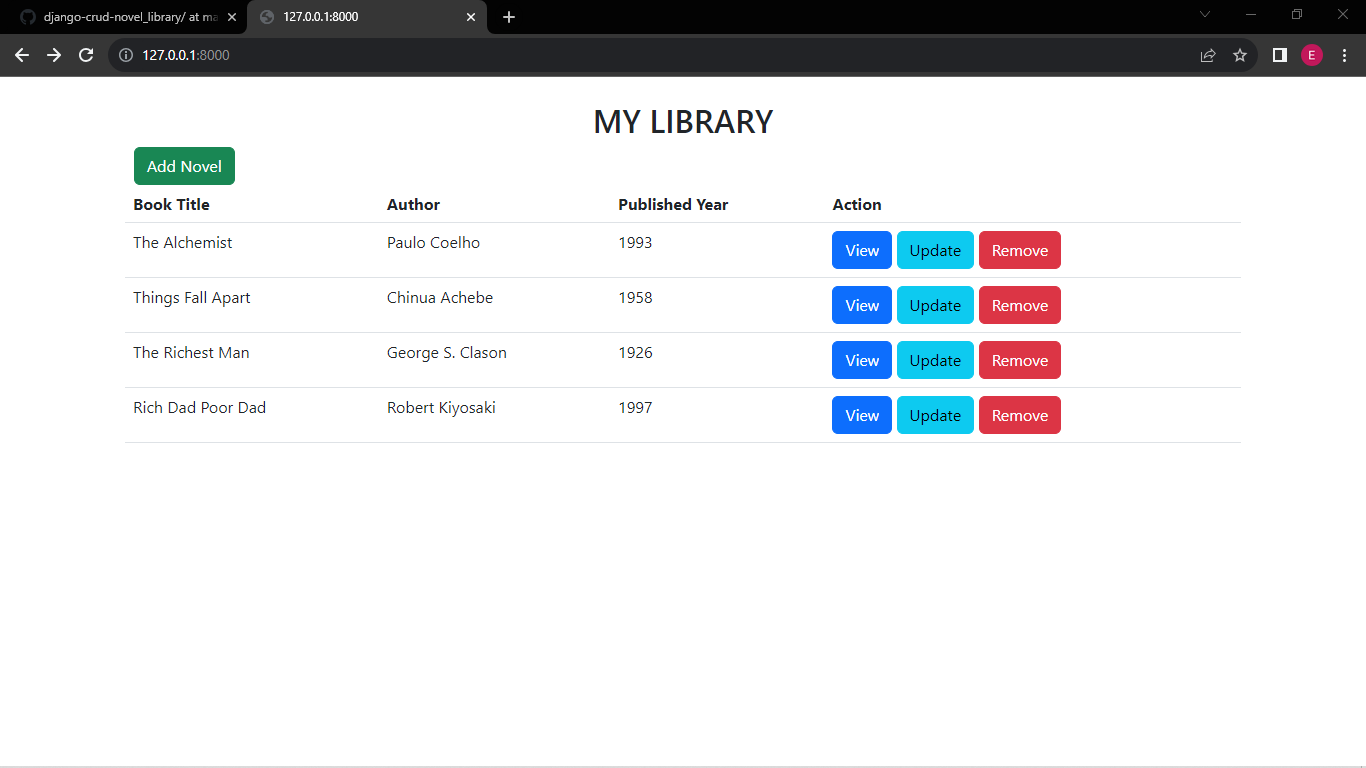 django-crud-novel_library/ at ma
127.0.0.1:8000
127.0.0.1:8000
E
MY LIBRARY
Add Novel
Book Title Author Published Year Action
The Alchemist Paulo Coelho 1993 View Update Remove
Things Fall Apart Chinua Achebe 1958 View Update Remove
The Richest Man George S. Clason 1926 View Update Remove
Rich Dad Poor Dad Robert Kiyosaki 1997 View Update Remove